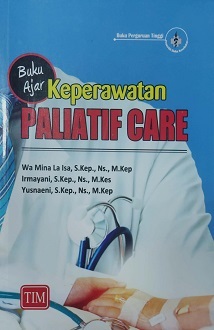 Buku Perguruan Tinggi
Buku
Ajar
Keperawatan
PALIATIF CARE
Wa Mina La Isa, S.Kep., Ns., M.Kep
Irmayani, S.Kep., Ns., M.Kes
Yusnaeni, S.Kep., Ns., M.Kep
TIM